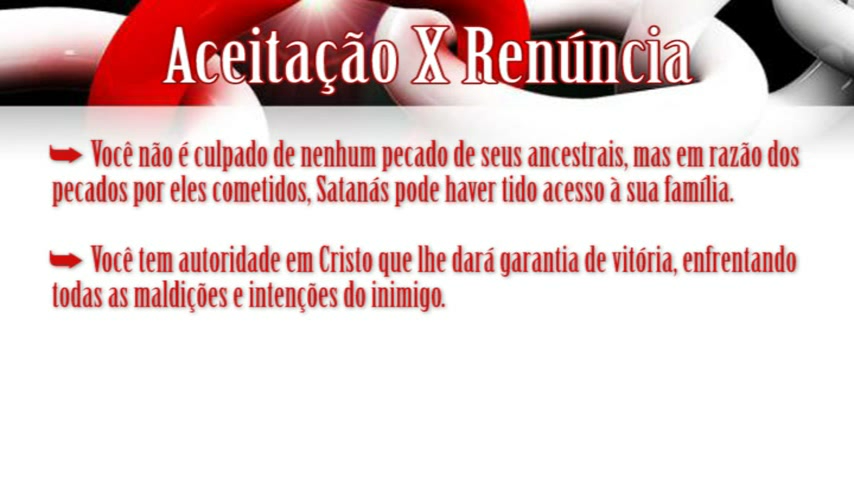 Aceitação X Renúncia
➥ Você não é culpado de nenhum pecado de seus ancestrais, mas em razão dos
pecados por eles cometidos, Satanás pode haver tido acesso à sua família.
➥ Você tem autoridade em Cristo que lhe dará garantia de vitória, enfrentando
todas as maldições e intenções do inimigo.